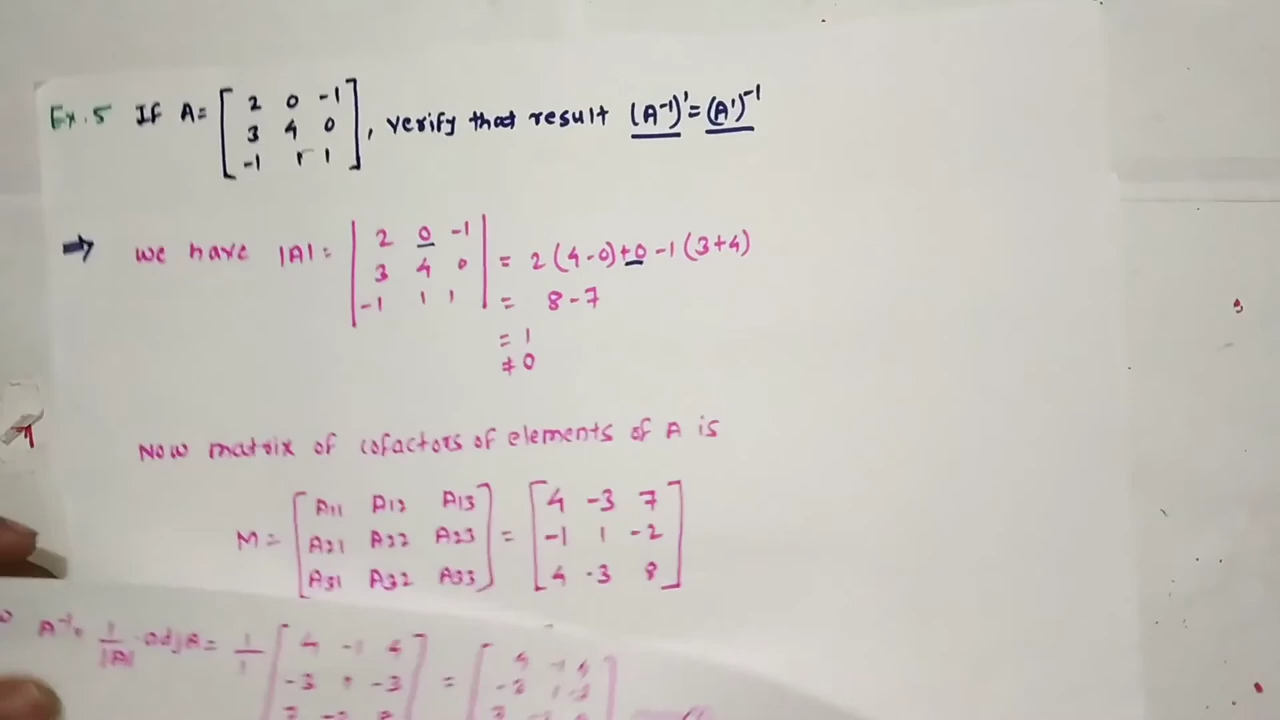 Ex.5 If A= [ 2 0 -1
3 4 0
-1 1 1 ], verify that result (A⁻¹)'=(A')⁻¹
⇒ we have |A|= | 2 0 -1
3 4 0
-1 1 1 | = 2(4-0)+0-1(3+4)
= 8-7
= 1
≠ 0
Now matrix of cofactors of elements of A is
M= [ A11 A12 A13
A21 A22 A23
A31 A32 A33 ] = [ 4 -3 7
-1 1 -2
4 -3 8 ]
A⁻¹= 1/|A| adjA= 1/1 [ 4 -1 4
-3 1 -3